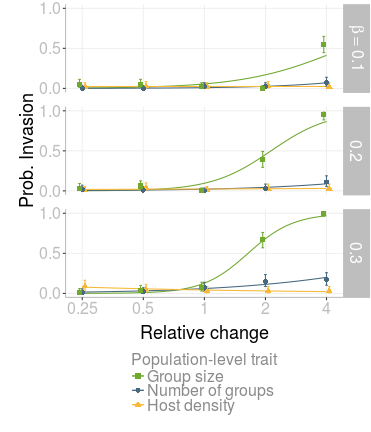 1.0
0.5
0.0
β = 0.1
1.0
0.5
0.0
0.2
1.0
0.5
0.0
0.3
Prob. Invasion
0.25 0.5 1 2 4
Relative change
Population-level trait
Group size
Number of groups
Host density